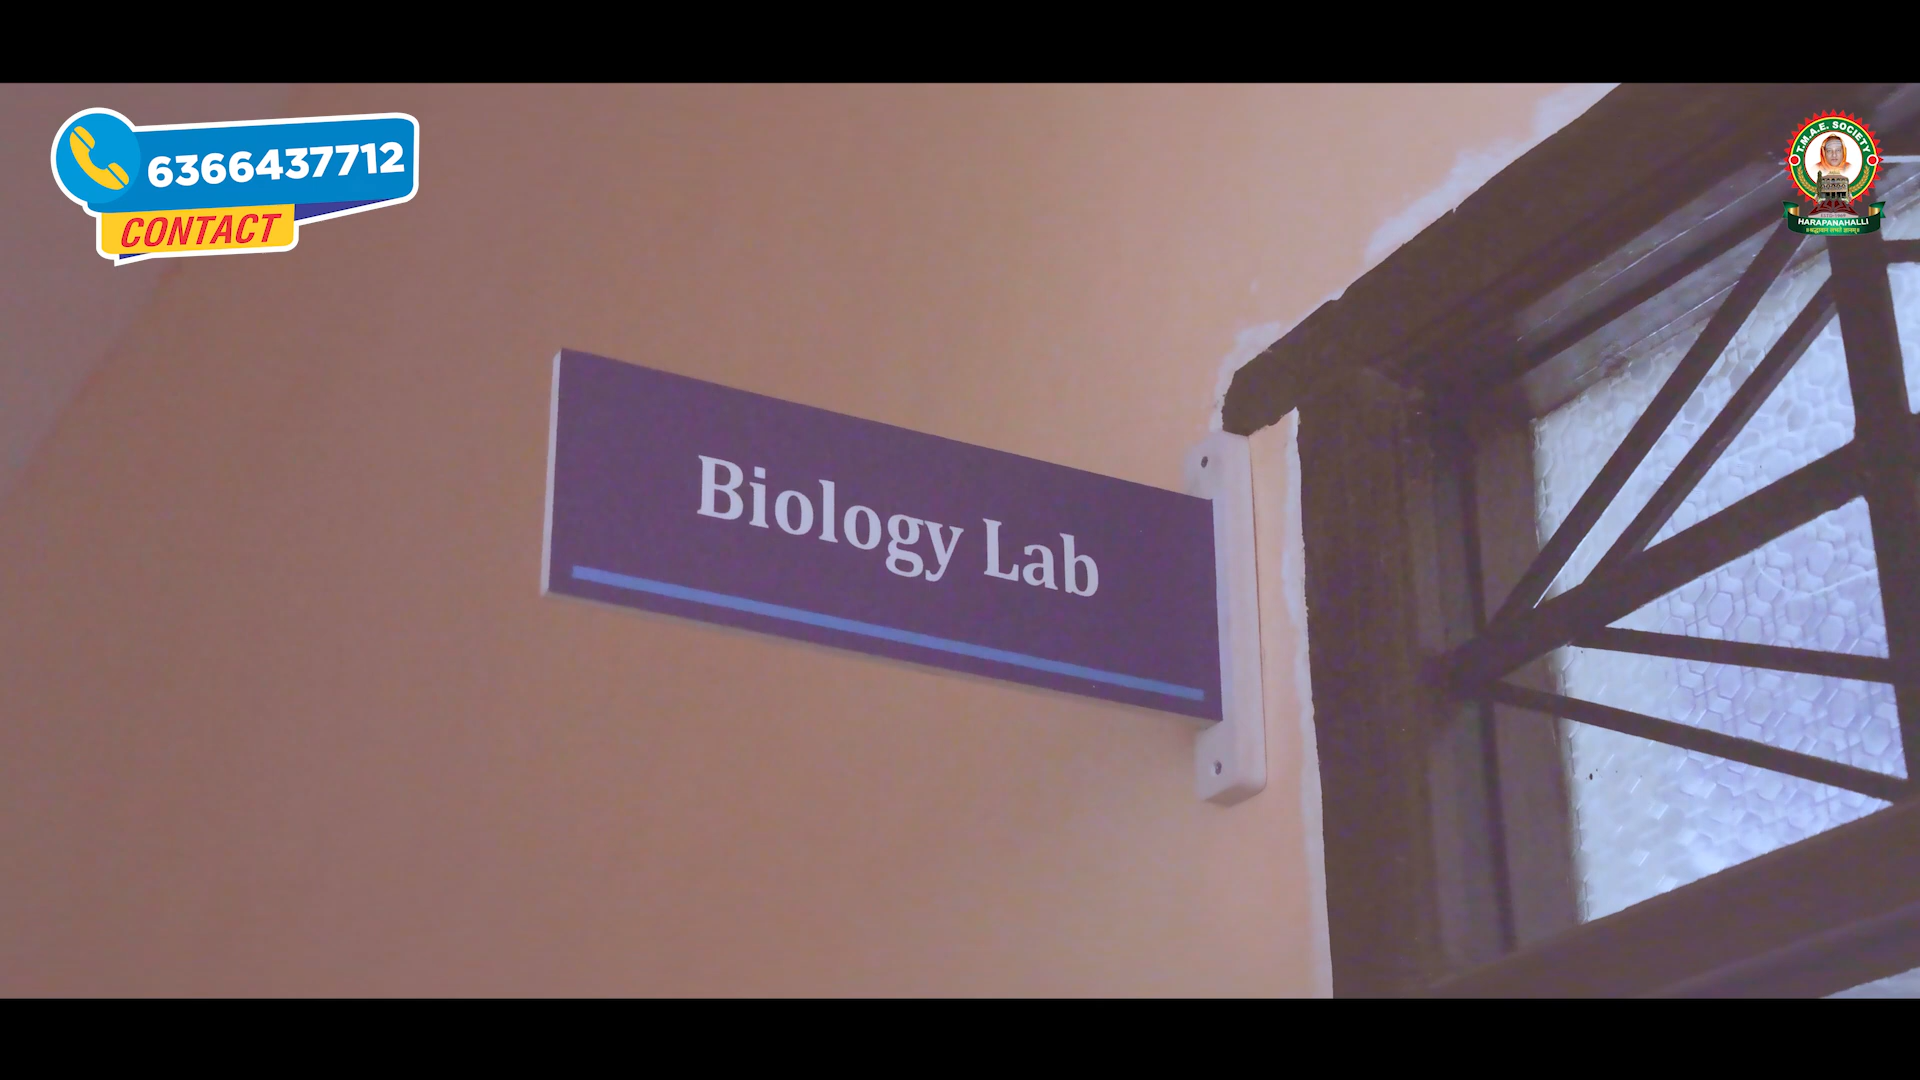 6366437712
CONTACT
T.M.A.E. SOCIETY
HARAPANAHALLI
Biology Lab